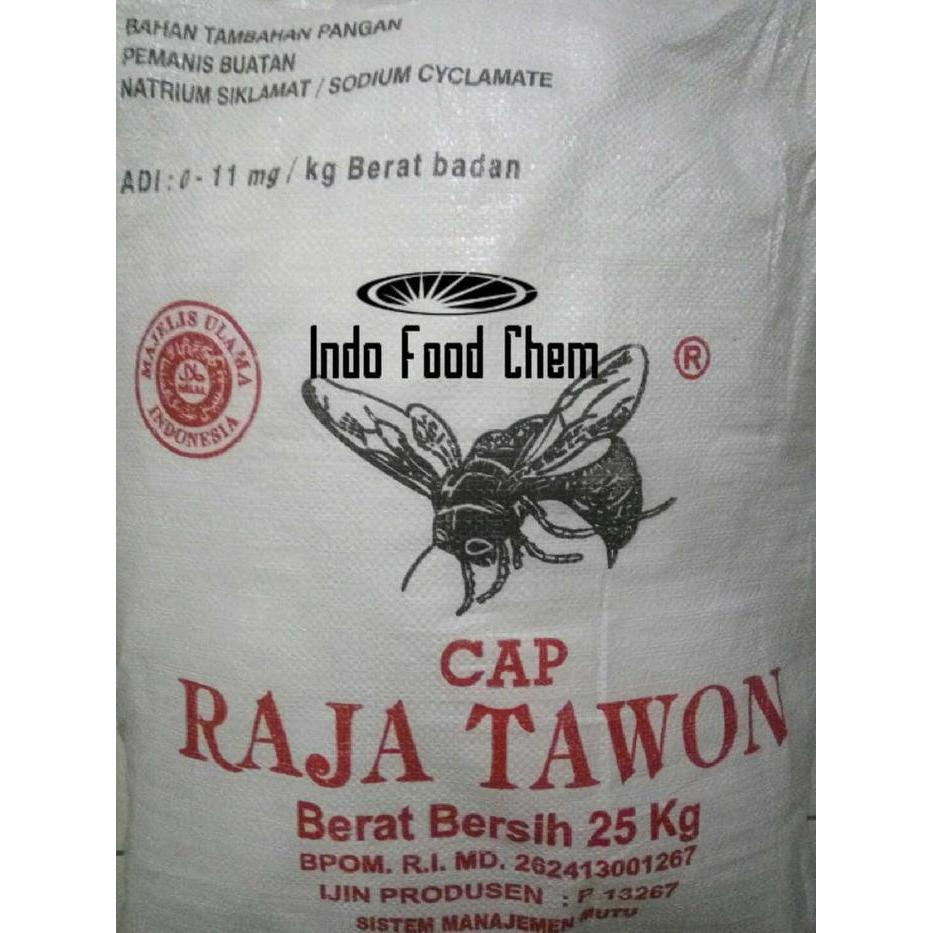 BAHAN TAMBAHAN PANGAN
PEMANIS BUATAN
NATRIUM SIKLAMAT / SODIUM CYCLAMATE
ADI : 0 - 11 mg / kg Berat badan
Indo Food Chem
®
MAJELIS ULAMA
HALAL
INDONESIA
CAP
RAJA TAWON
Berat Bersih 25 Kg
BPOM. R.I. MD. 262413001267
IJIN PRODUSEN : P 13267
SISTEM MANAJEMEN MUTU